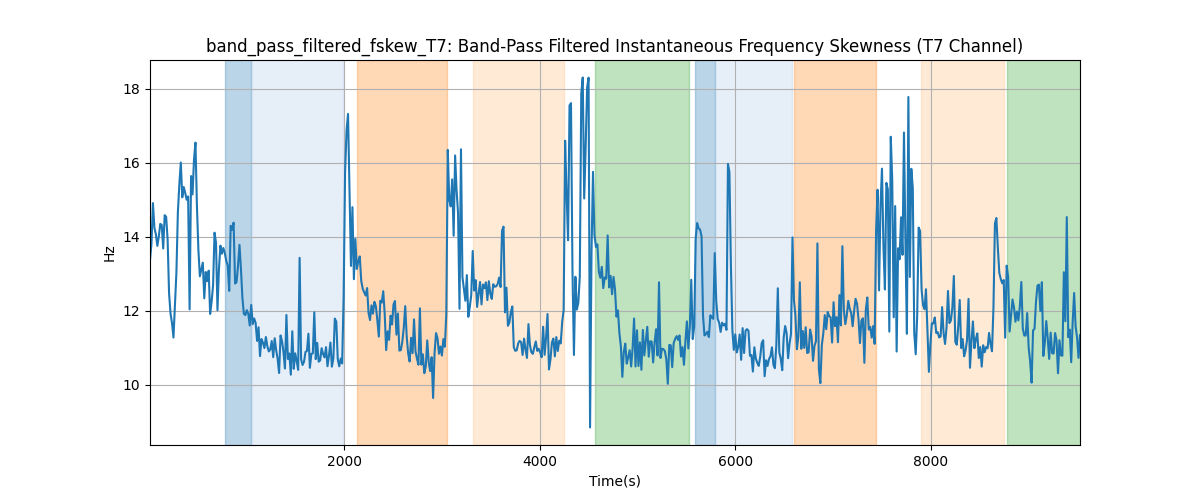 band_pass_filtered_fskew_T7: Band-Pass Filtered Instantaneous Frequency Skewness (T7 Channel)
18
16
14
12
10
Hz
2000 4000 6000 8000
Time(s)